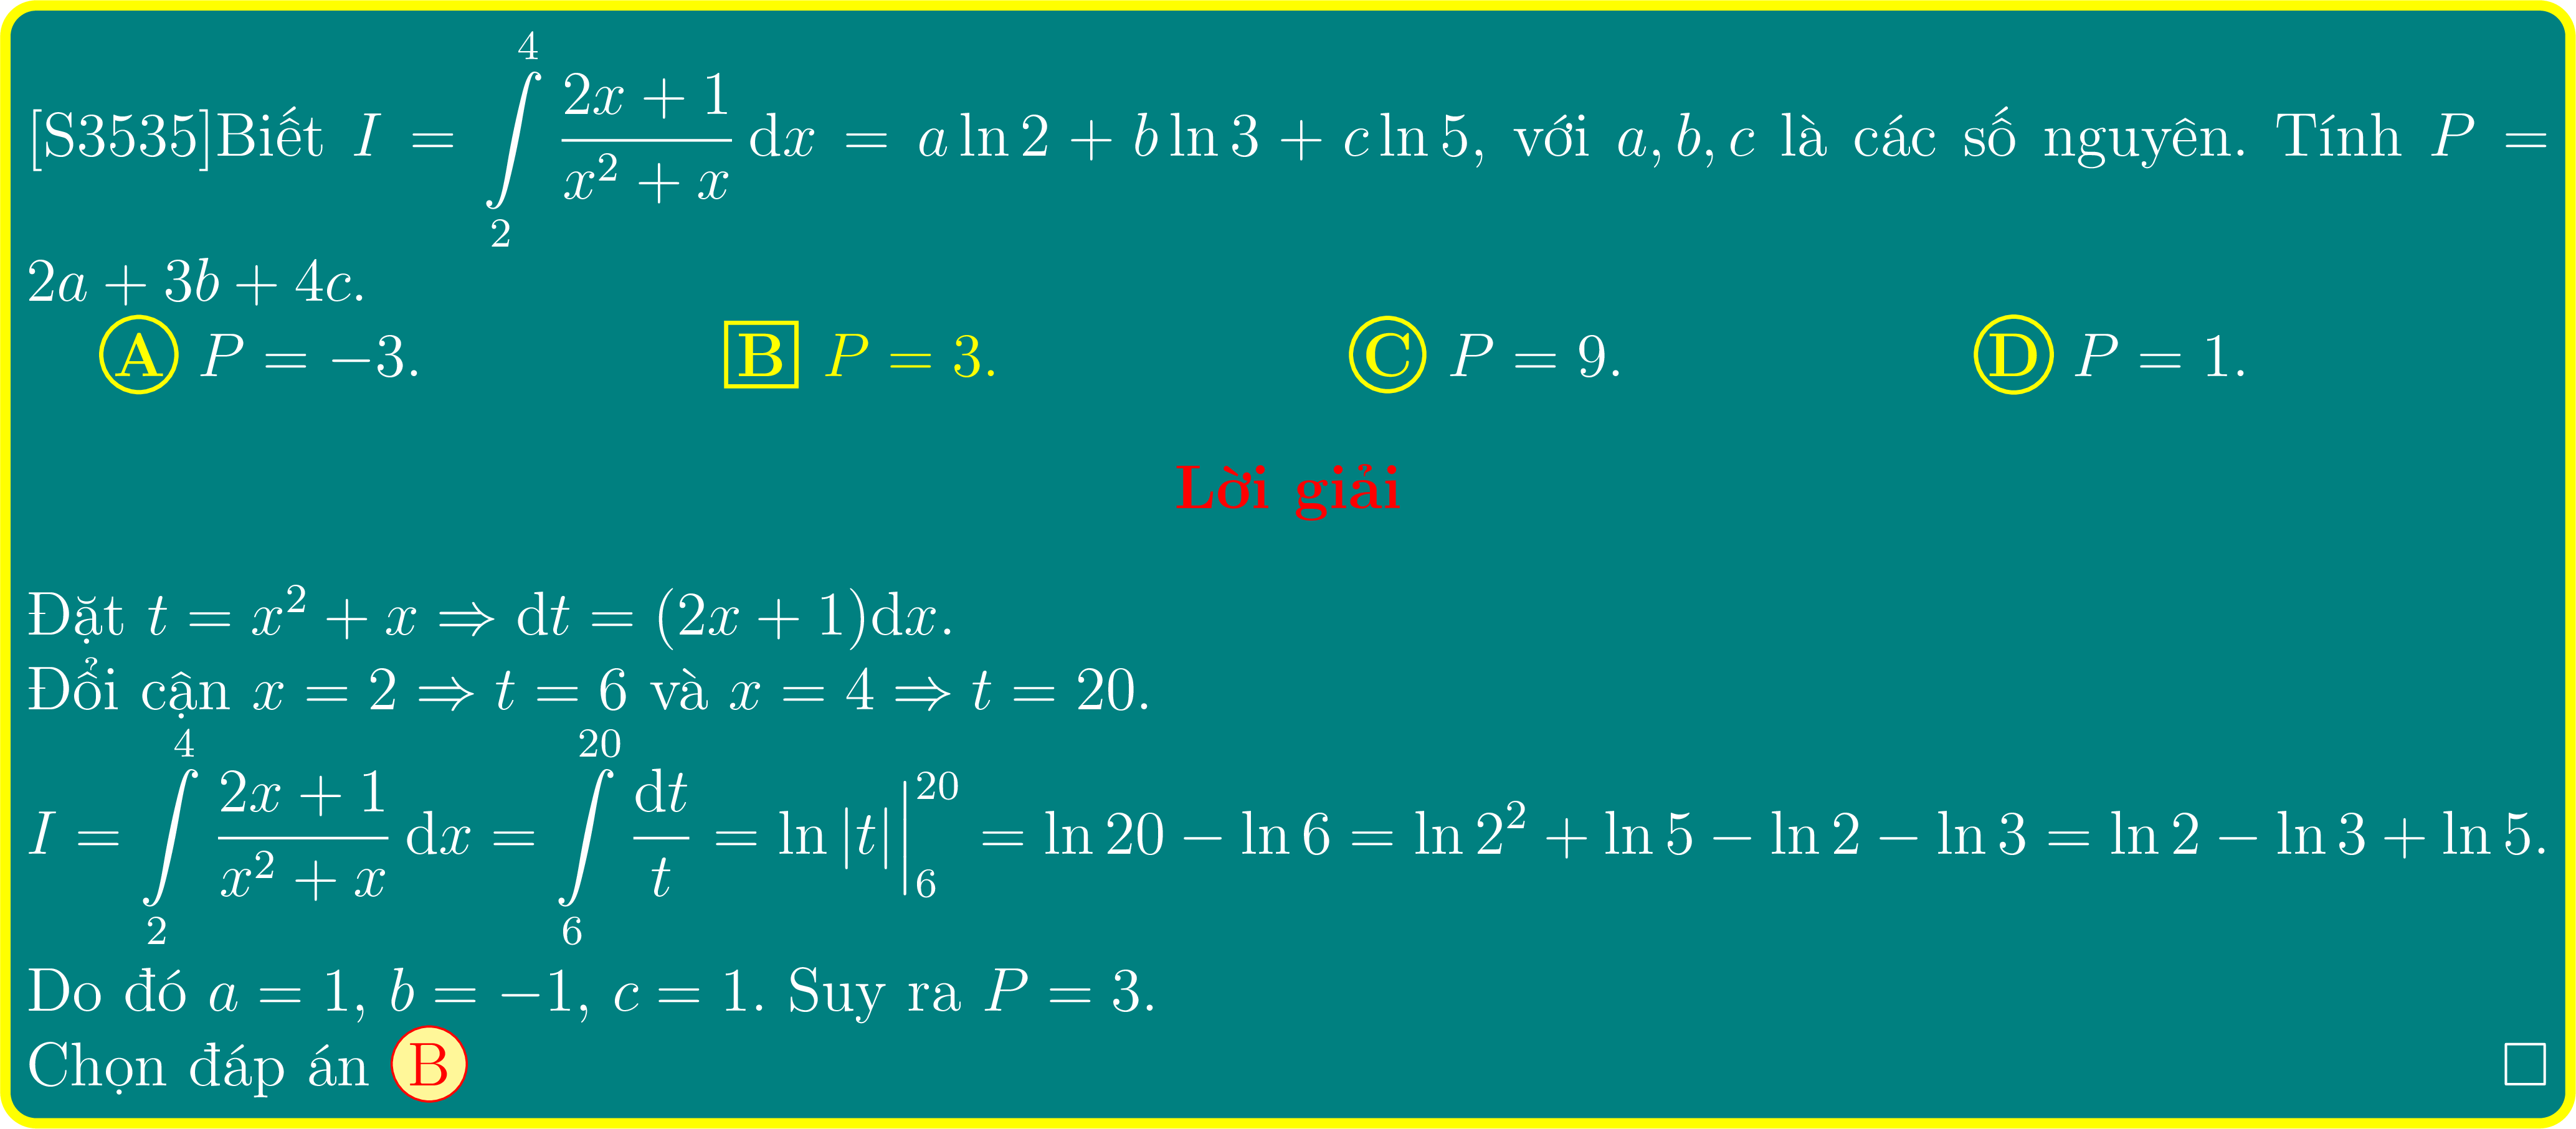 [S3535]Biết $I = \int\limits_2^4 \dfrac{2x+1}{x^2+x}\,\mathrm{d}x = a\ln 2 + b\ln 3 + c\ln 5$, với $a, b, c$ là các số nguyên. Tính $P =$
$2a + 3b + 4c$.
A $P = -3$. B $P = 3$. C $P = 9$. D $P = 1$.
Lời giải
Đặt $t = x^2 + x \Rightarrow \mathrm{d}t = (2x+1)\mathrm{d}x$.
Đổi cận $x = 2 \Rightarrow t = 6$ và $x = 4 \Rightarrow t = 20$.
$I = \int\limits_2^4 \dfrac{2x+1}{x^2+x}\,\mathrm{d}x = \int\limits_6^{20} \dfrac{\mathrm{d}t}{t} = \ln|t|\Big|_6^{20} = \ln 20 - \ln 6 = \ln 2^2 + \ln 5 - \ln 2 - \ln 3 = \ln 2 - \ln 3 + \ln 5$.
Do đó $a = 1$, $b = -1$, $c = 1$. Suy ra $P = 3$.
Chọn đáp án B □